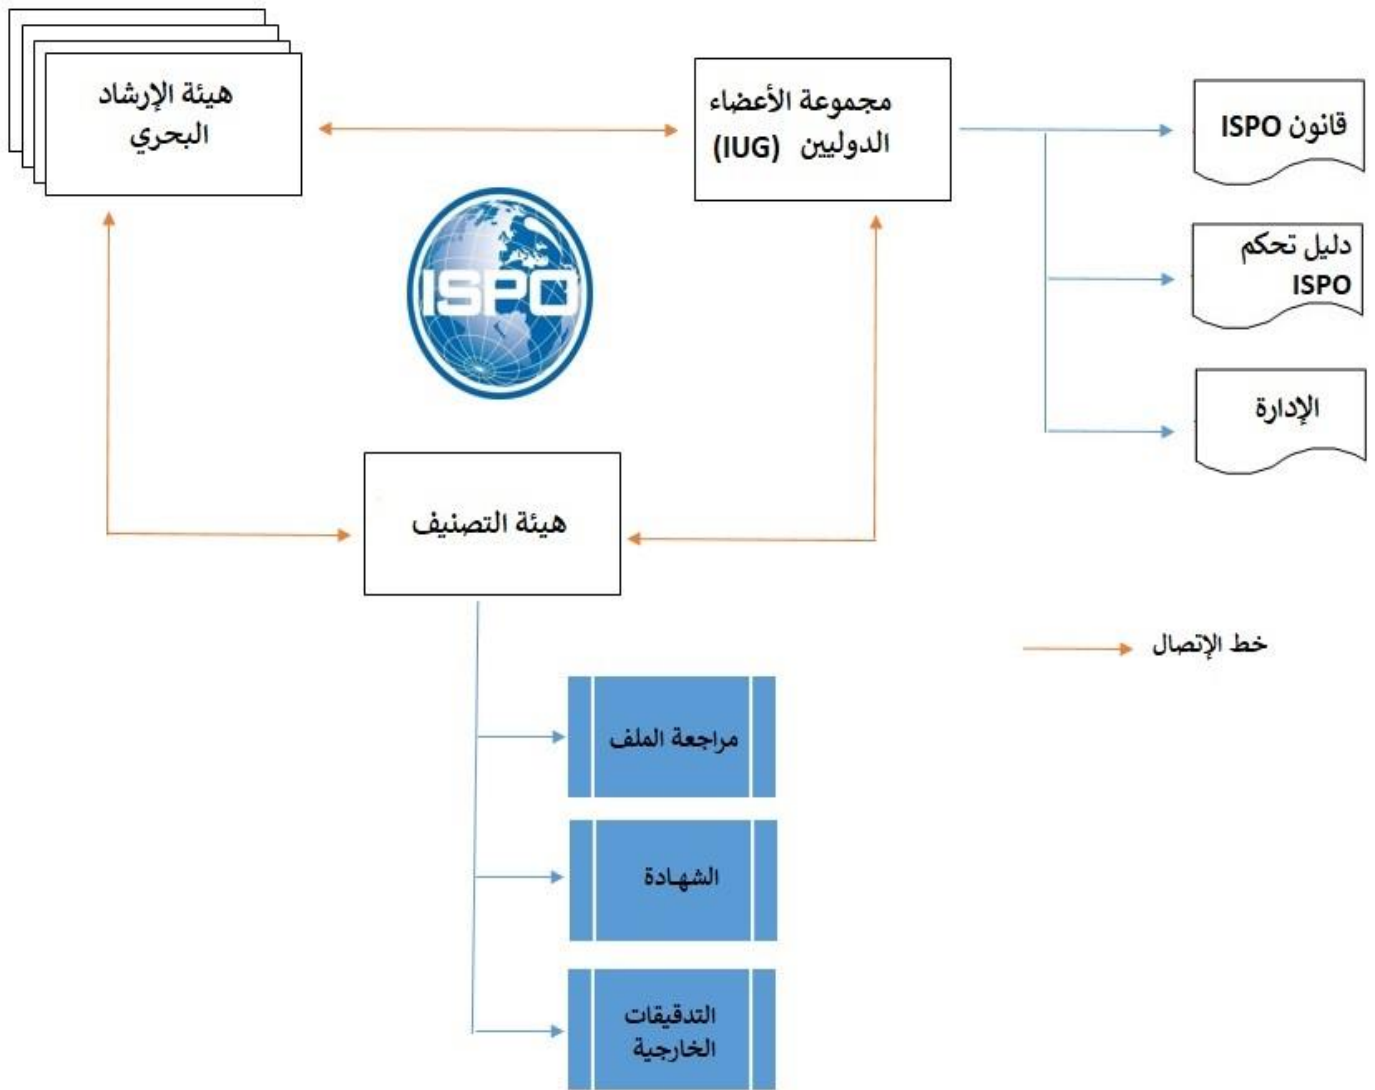 هيئة الإرشاد
البحري
مجموعة الأعضاء
الدوليين (IUG)
قانون ISPO
دليل تحكم
ISPO
الإدارة
ISPO
هيئة التصنيف
خط الإتصال
مراجعة الملف
الشهادة
التدقيقات
الخارجية